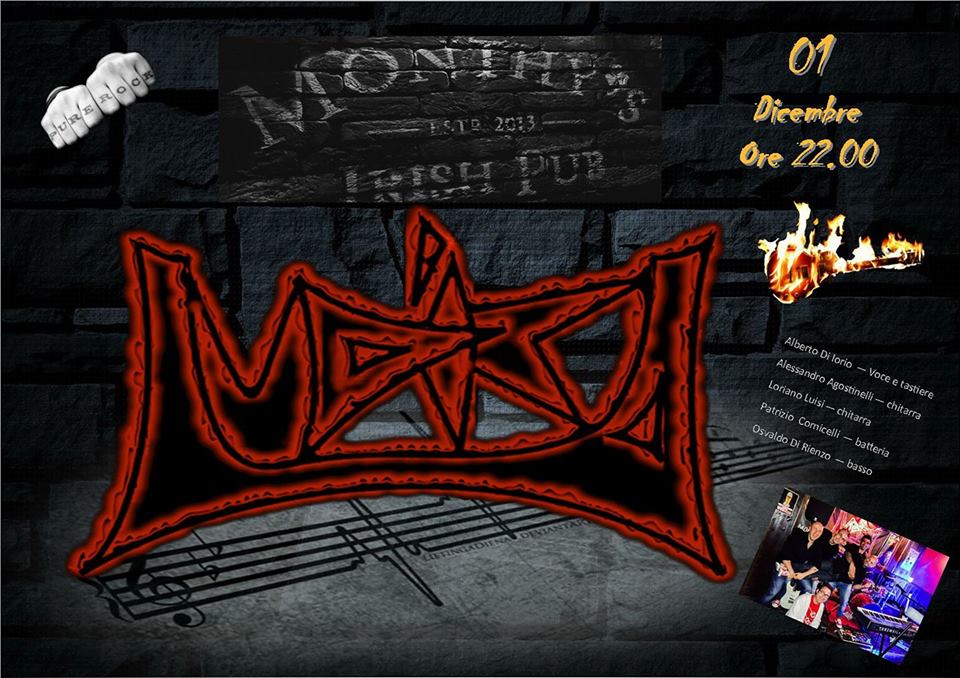 PURE ROCK
MONTHY'S
ESTD. 2013
IRISH PUB
01
Dicembre
Ore 22.00
Alberto Di Iorio — Voce e tastiere
Alessandro Agostinelli — chitarra
Loriano Luisi — chitarra
Patrizio Comicelli — batteria
Osvaldo Di Rienzo — basso